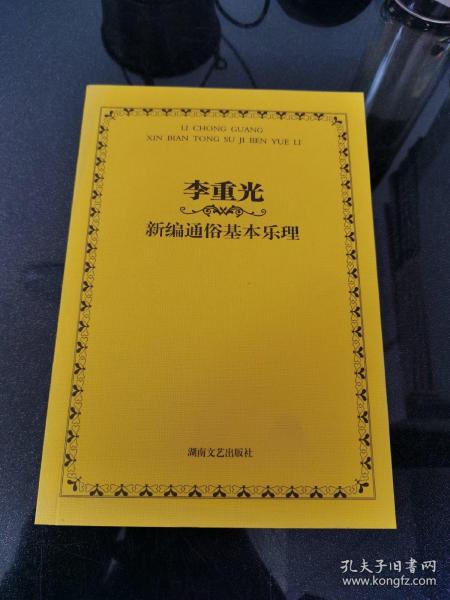 LI CHONG GUANG
XIN BIAN TONG SU JI BEN YUE LI
李重光
新编通俗基本乐理
湖南文艺出版社
孔夫子旧书网
www.kongfz.com